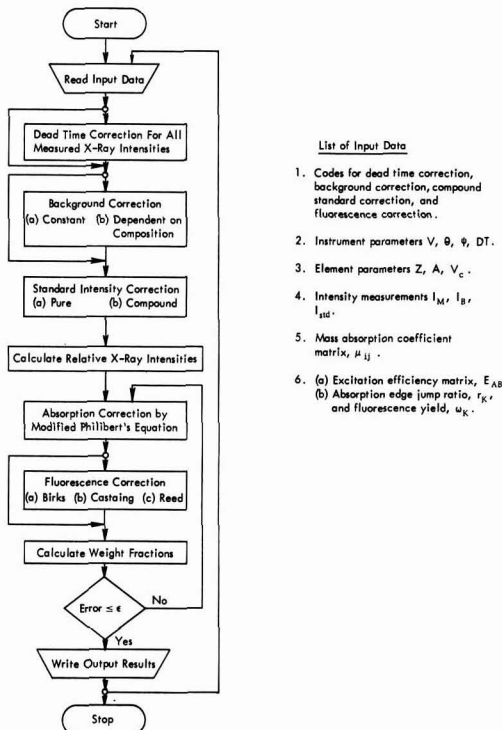 Start
Read Input Data
Dead Time Correction For All
Measured X-Ray Intensities
Background Correction
(a) Constant (b) Dependent on
Composition
Standard Intensity Correction
(a) Pure (b) Compound
Calculate Relative X-Ray Intensities
Absorption Correction by
Modified Philibert's Equation
Fluorescence Correction
(a) Birks (b) Castaing (c) Reed
Calculate Weight Fractions
Error ≤ ε
No
Yes
Write Output Results
Stop
List of Input Data
1. Codes for dead time correction,
background correction, compound
standard correction, and
fluorescence correction.
2. Instrument parameters V, θ, ψ, DT.
3. Element parameters Z, A, V_c.
4. Intensity measurements I_M, I_B,
I_std.
5. Mass absorption coefficient
matrix, μ_ij.
6. (a) Excitation efficiency matrix, E_AB
(b) Absorption edge jump ratio, r_K,
and fluorescence yield, ω_K.